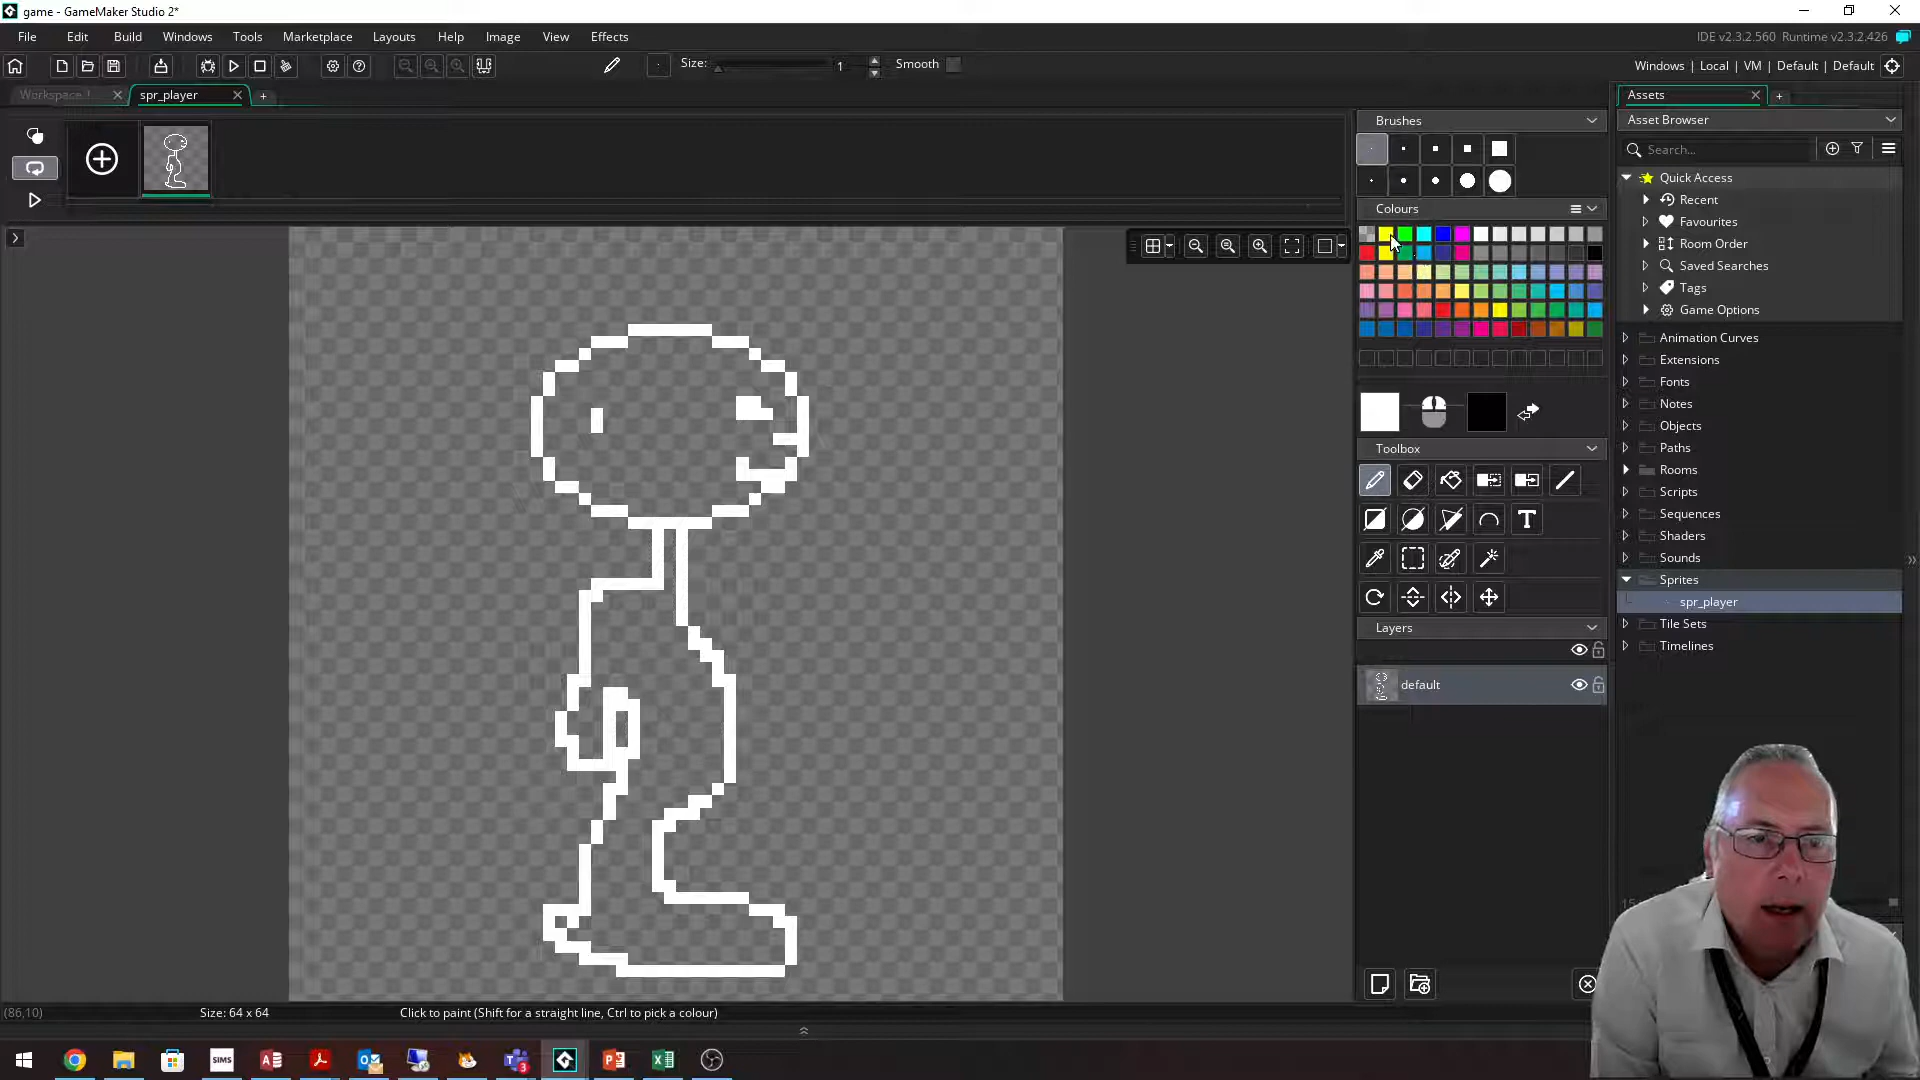 game - GameMaker Studio 2*
File Edit Build Windows Tools Marketplace Layouts Help Image View Effects
IDE v2.3.2.560 Runtime v2.3.2.426
Size: 1 Smooth
Windows | Local | VM | Default | Default
Workspace 1 spr_player
Assets
Asset Browser
Search...
Quick Access
Recent
Favourites
Room Order
Saved Searches
Tags
Game Options
Animation Curves
Extensions
Fonts
Notes
Objects
Paths
Rooms
Scripts
Sequences
Shaders
Sounds
Sprites
spr_player
Tile Sets
Timelines
Brushes
Colours
Toolbox
T
Layers
default
(86,10) Size: 64 x 64 Click to paint (Shift for a straight line, Ctrl to pick a colour)
SIMS